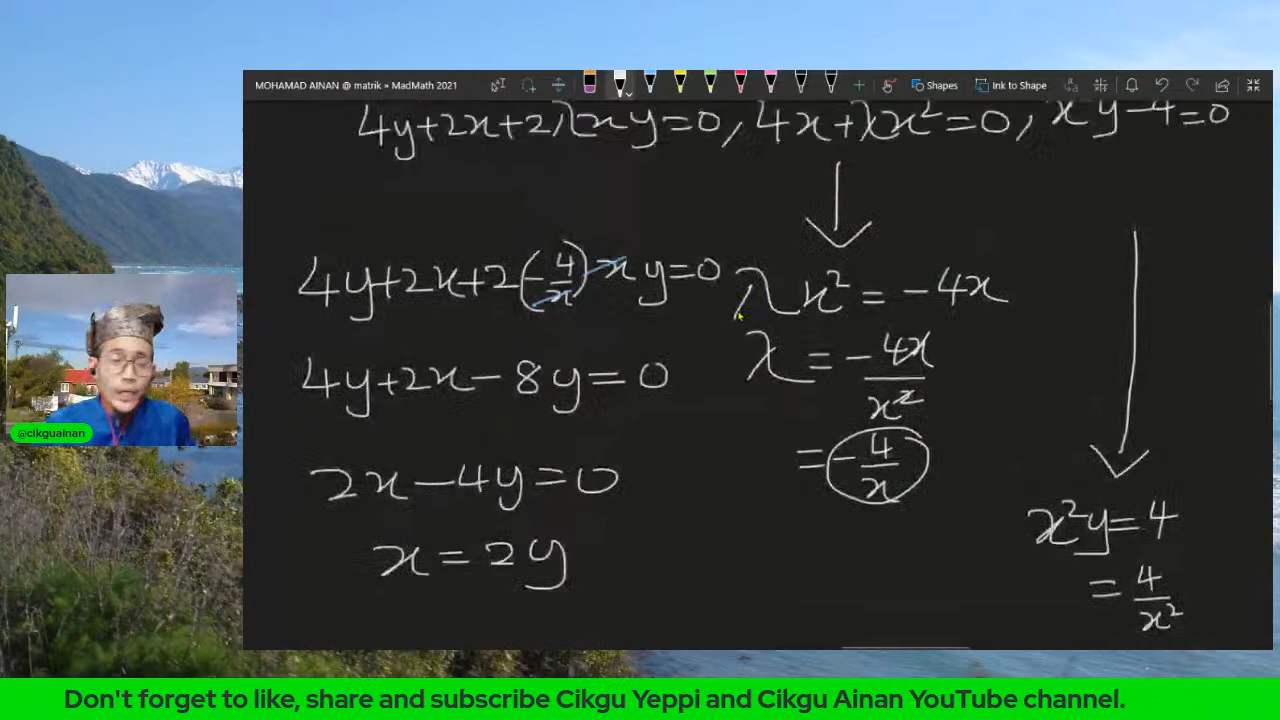 MOHAMAD AINAN @ matrik » MadMath 2021
Shapes
Ink to Shape
4y+2x+2λxy=0, 4x+λx²=0, x²y-4=0
4y+2x+2(-4/x)xy=0
λx²=-4x
λ=-4x/x²
4y+2x-8y=0
=-4/x
2x-4y=0
x²y=4
x=2y
=4/x²
@cikguainan
Don't forget to like, share and subscribe Cikgu Yeppi and Cikgu Ainan YouTube channel.